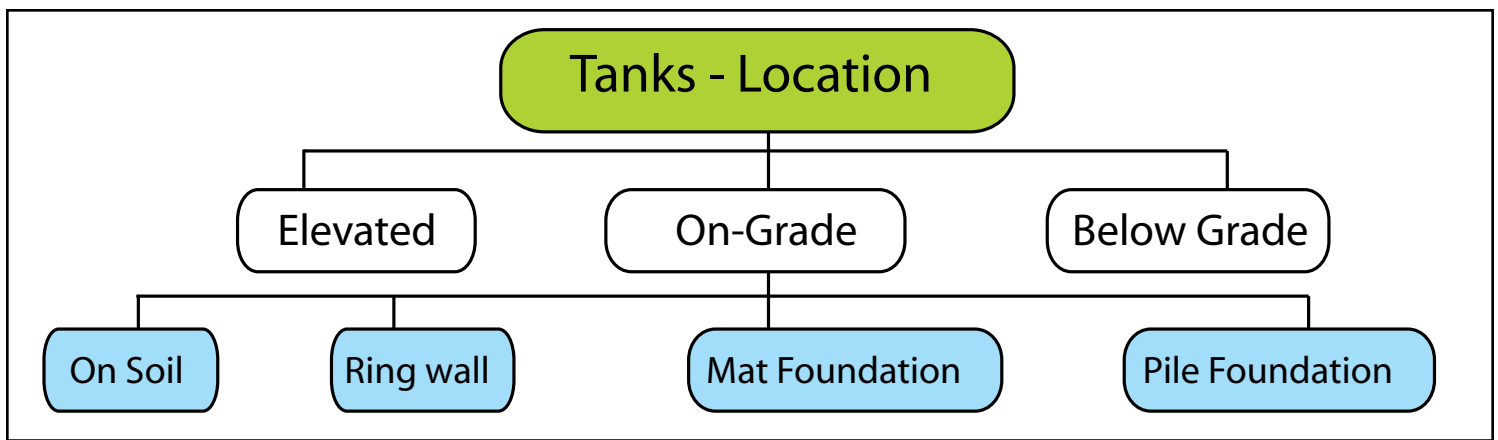 Tanks - Location
Elevated
On-Grade
Below Grade
On Soil
Ring wall
Mat Foundation
Pile Foundation